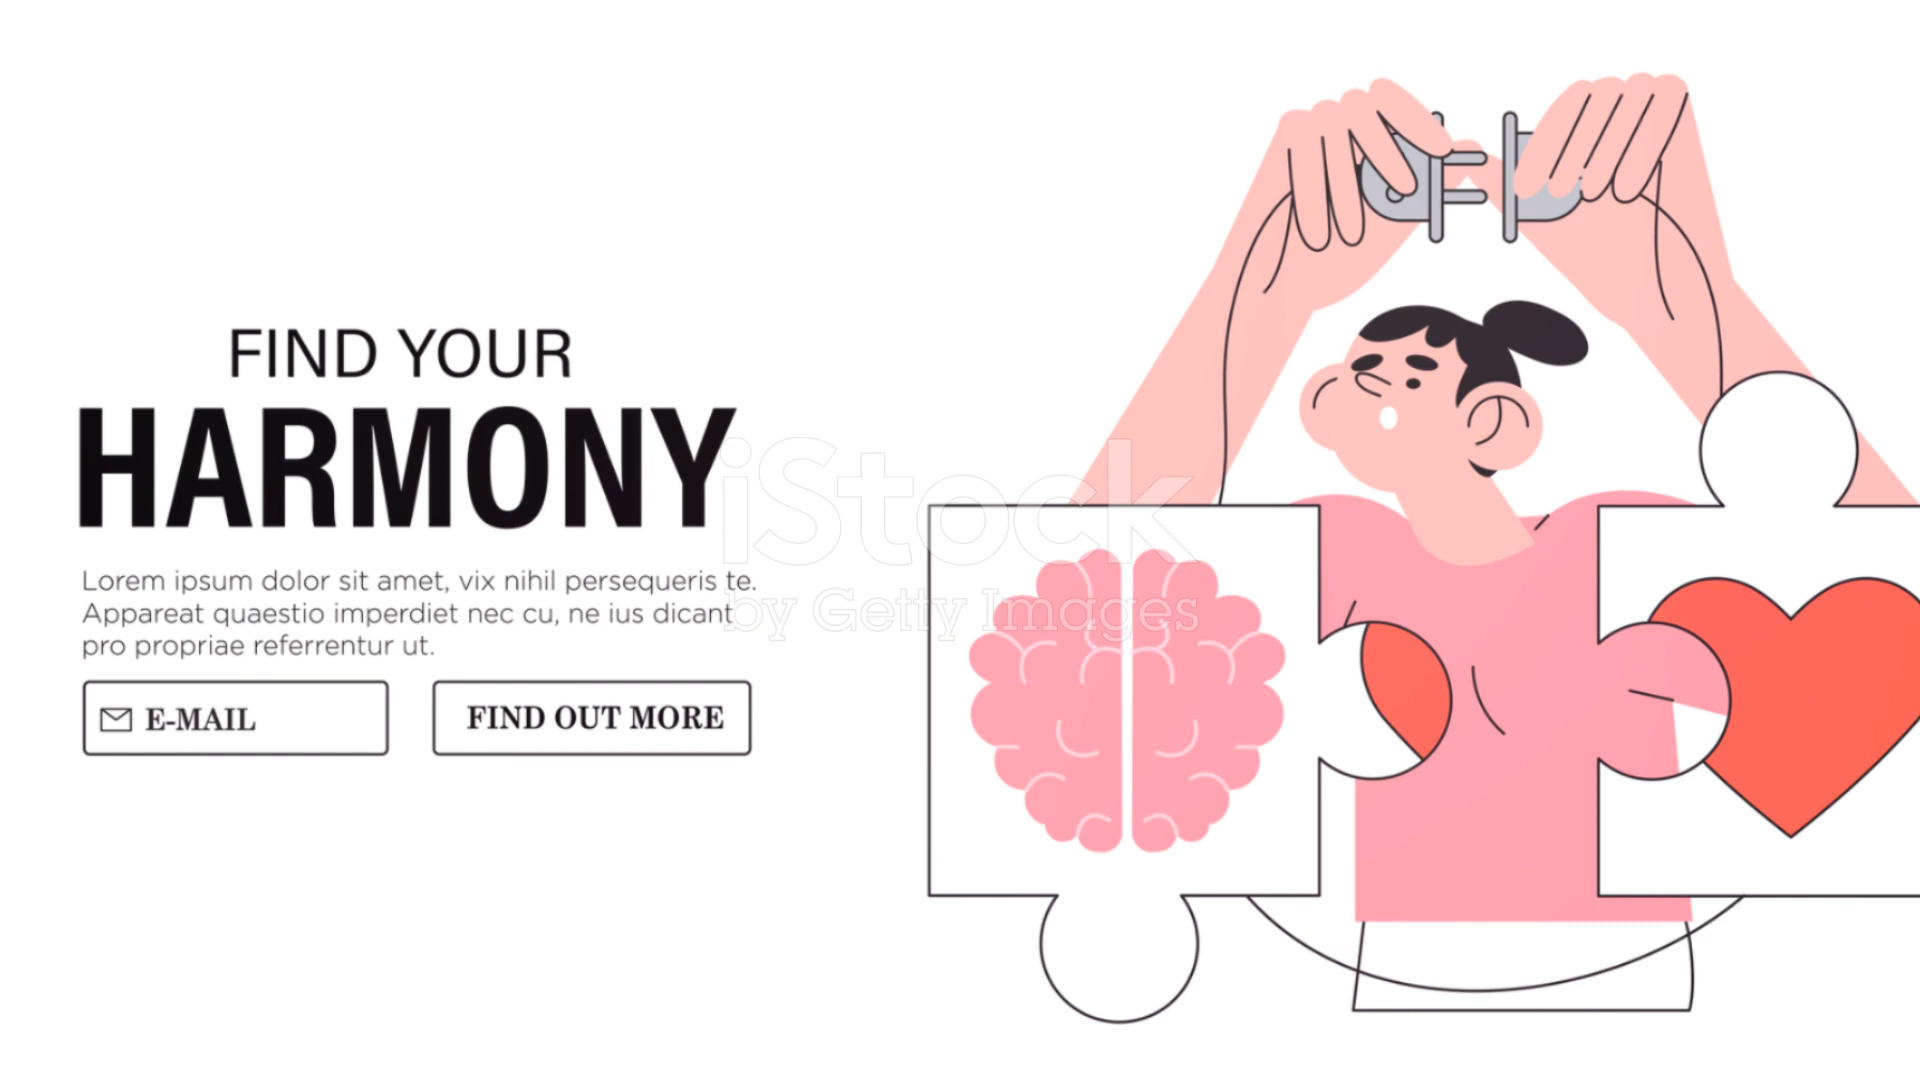 FIND YOUR
HARMONY
Lorem ipsum dolor sit amet, vix nihil persequeris te.
Appareat quaestio imperdiet nec cu, ne ius dicant
pro propriae referrentur ut.
E-MAIL
FIND OUT MORE
iStock
by Getty Images